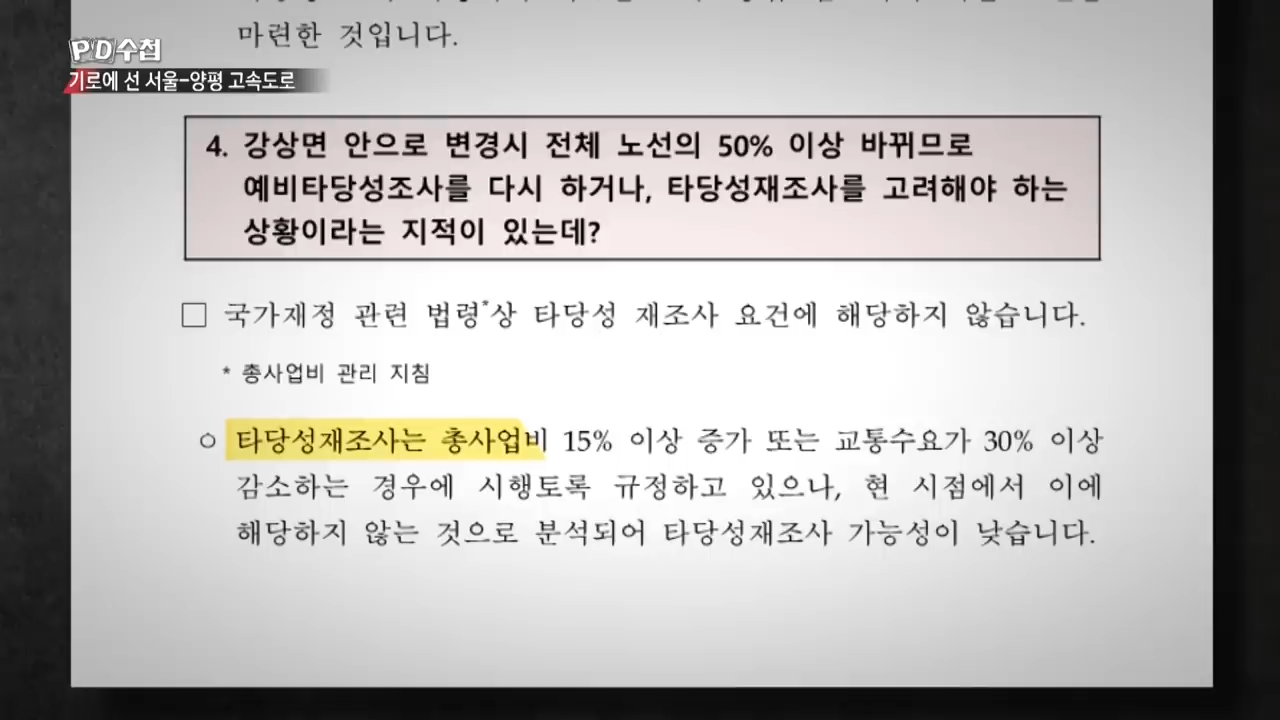 마련한 것입니다.
PD수첩
기로에 선 서울-양평 고속도로
4. 강상면 안으로 변경시 전체 노선의 50% 이상 바뀌므로
예비타당성조사를 다시 하거나, 타당성재조사를 고려해야 하는
상황이라는 지적이 있는데?
□ 국가재정 관련 법령*상 타당성 재조사 요건에 해당하지 않습니다.
* 총사업비 관리 지침
○ 타당성재조사는 총사업비 15% 이상 증가 또는 교통수요가 30% 이상
감소하는 경우에 시행토록 규정하고 있으나, 현 시점에서 이에
해당하지 않는 것으로 분석되어 타당성재조사 가능성이 낮습니다.